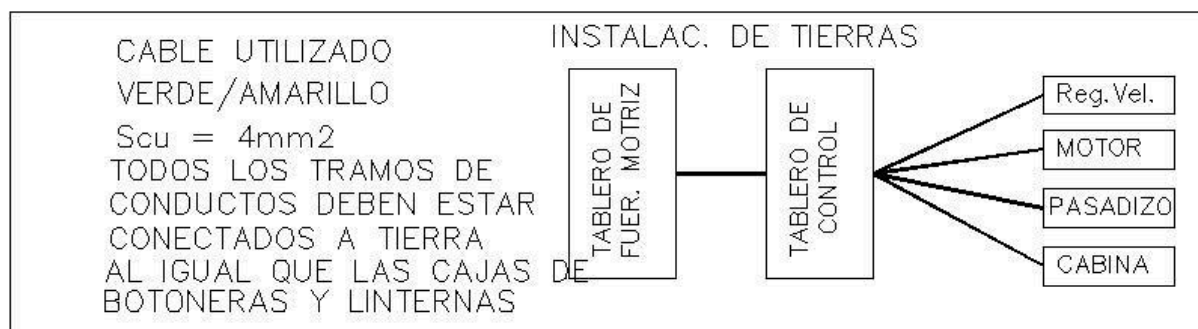 CABLE UTILIZADO
VERDE/AMARILLO
Scu = 4mm2
TODOS LOS TRAMOS DE
CONDUCTOS DEBEN ESTAR
CONECTADOS A TIERRA
AL IGUAL QUE LAS CAJAS DE
BOTONERAS Y LINTERNAS
INSTALAC. DE TIERRAS
TABLERO DE
FUER. MOTRIZ
TABLERO DE
CONTROL
Reg.Vel.
MOTOR
PASADIZO
CABINA